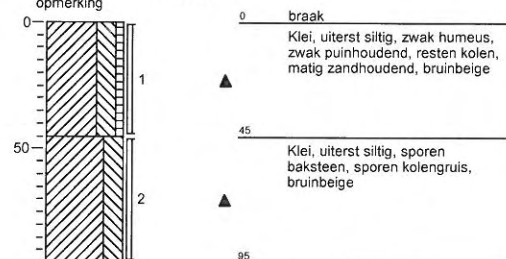 opmerking
0
0 braak
Klei, uiterst siltig, zwak humeus,
zwak puinhoudend, resten kolen,
matig zandhoudend, bruinbeige
1
45
50
Klei, uiterst siltig, sporen
baksteen, sporen kolengruis,
bruinbeige
2
95